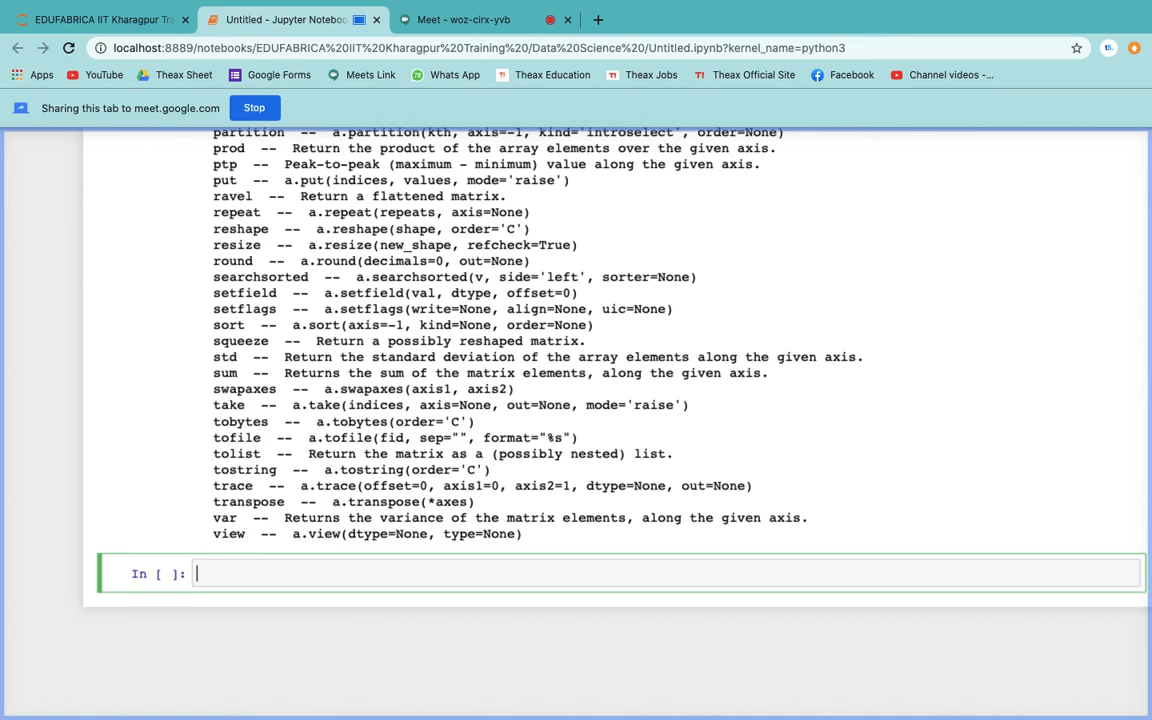 EDUFABRICA IIT Kharagpur Tra
Untitled - Jupyter Noteboo
Meet - woz-cirx-yvb
localhost:8889/notebooks/EDUFABRICA%20IIT%20Kharagpur%20Training%20/Data%20Science%20/Untitled.ipynb?kernel_name=python3
Apps YouTube Theax Sheet Google Forms Meets Link Whats App Theax Education Theax Jobs Theax Official Site Facebook Channel videos -...
Sharing this tab to meet.google.com Stop
partition -- a.partition(kth, axis=-1, kind='introselect', order=None)
prod -- Return the product of the array elements over the given axis.
ptp -- Peak-to-peak (maximum - minimum) value along the given axis.
put -- a.put(indices, values, mode='raise')
ravel -- Return a flattened matrix.
repeat -- a.repeat(repeats, axis=None)
reshape -- a.reshape(shape, order='C')
resize -- a.resize(new_shape, refcheck=True)
round -- a.round(decimals=0, out=None)
searchsorted -- a.searchsorted(v, side='left', sorter=None)
setfield -- a.setfield(val, dtype, offset=0)
setflags -- a.setflags(write=None, align=None, uic=None)
sort -- a.sort(axis=-1, kind=None, order=None)
squeeze -- Return a possibly reshaped matrix.
std -- Return the standard deviation of the array elements along the given axis.
sum -- Returns the sum of the matrix elements, along the given axis.
swapaxes -- a.swapaxes(axis1, axis2)
take -- a.take(indices, axis=None, out=None, mode='raise')
tobytes -- a.tobytes(order='C')
tofile -- a.tofile(fid, sep="", format="%s")
tolist -- Return the matrix as a (possibly nested) list.
tostring -- a.tostring(order='C')
trace -- a.trace(offset=0, axis1=0, axis2=1, dtype=None, out=None)
transpose -- a.transpose(*axes)
var -- Returns the variance of the matrix elements, along the given axis.
view -- a.view(dtype=None, type=None)
In [ ]: